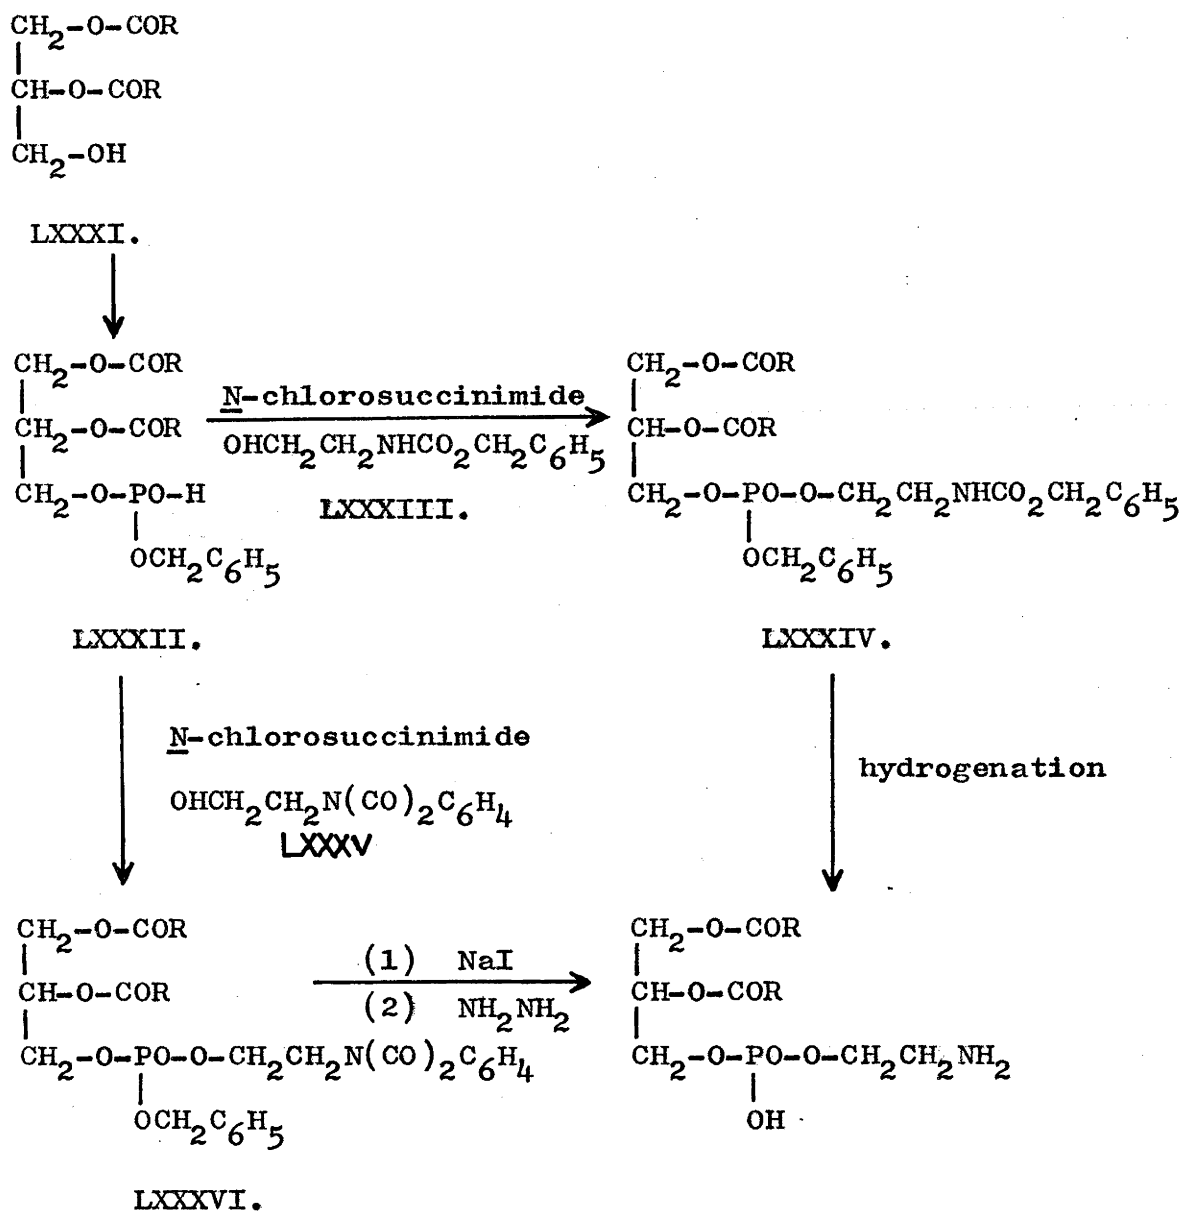 CH2-O-COR
CH-O-COR
CH2-OH
LXXXI.
CH2-O-COR
CH2-O-COR
CH2-O-PO-H
OCH2C6H5
LXXXII.
N-chlorosuccinimide
OHCH2CH2NHCO2CH2C6H5
LXXXIII.
CH2-O-COR
CH-O-COR
CH2-O-PO-O-CH2CH2NHCO2CH2C6H5
OCH2C6H5
LXXXIV.
N-chlorosuccinimide
OHCH2CH2N(CO)2C6H4
LXXXV
hydrogenation
CH2-O-COR
CH-O-COR
CH2-O-PO-O-CH2CH2N(CO)2C6H4
OCH2C6H5
LXXXVI.
(1) NaI
(2) NH2NH2
CH2-O-COR
CH-O-COR
CH2-O-PO-O-CH2CH2NH2
OH